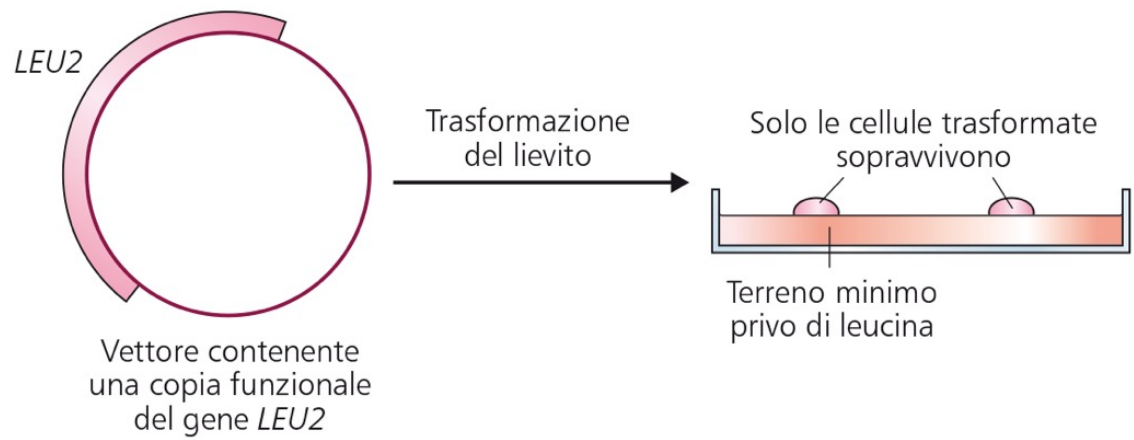 LEU2
Trasformazione
del lievito
Solo le cellule trasformate
sopravvivono
Terreno minimo
privo di leucina
Vettore contenente
una copia funzionale
del gene LEU2